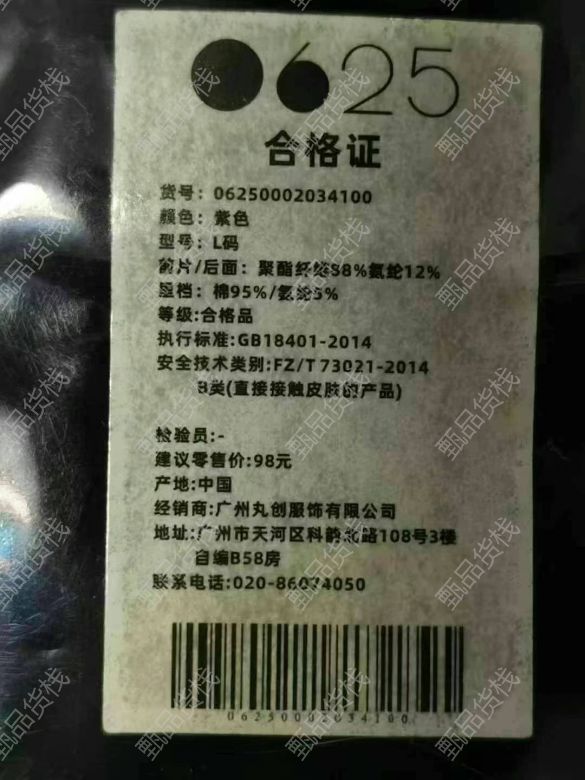 0625
合格证
货号：06250002034100
颜色：紫色
型号：L码
前片/后面：聚酯纤维88%氨纶12%
裆：棉95%/氨纶5%
等级:合格品
执行标准:GB18401-2014
安全技术类别:FZ/T 73021-2014
B类(直接接触皮肤的产品)
检验员:-
建议零售价:98元
产地:中国
经销商:广州丸创服饰有限公司
地址:广州市天河区科韵北路108号3楼
自编B58房
联系电话:020-86074050
06250002034100
甄品货栈